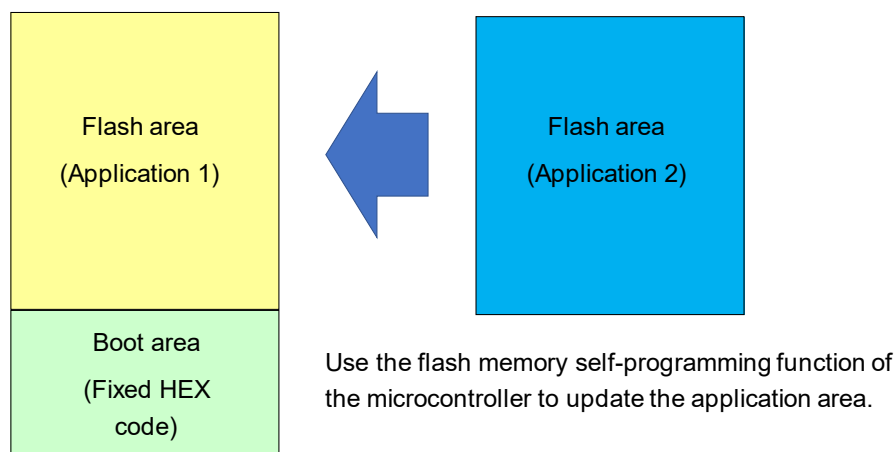 Flash area
(Application 1)
Flash area
(Application 2)
Boot area
(Fixed HEX
code)
Use the flash memory self-programming function of
the microcontroller to update the application area.